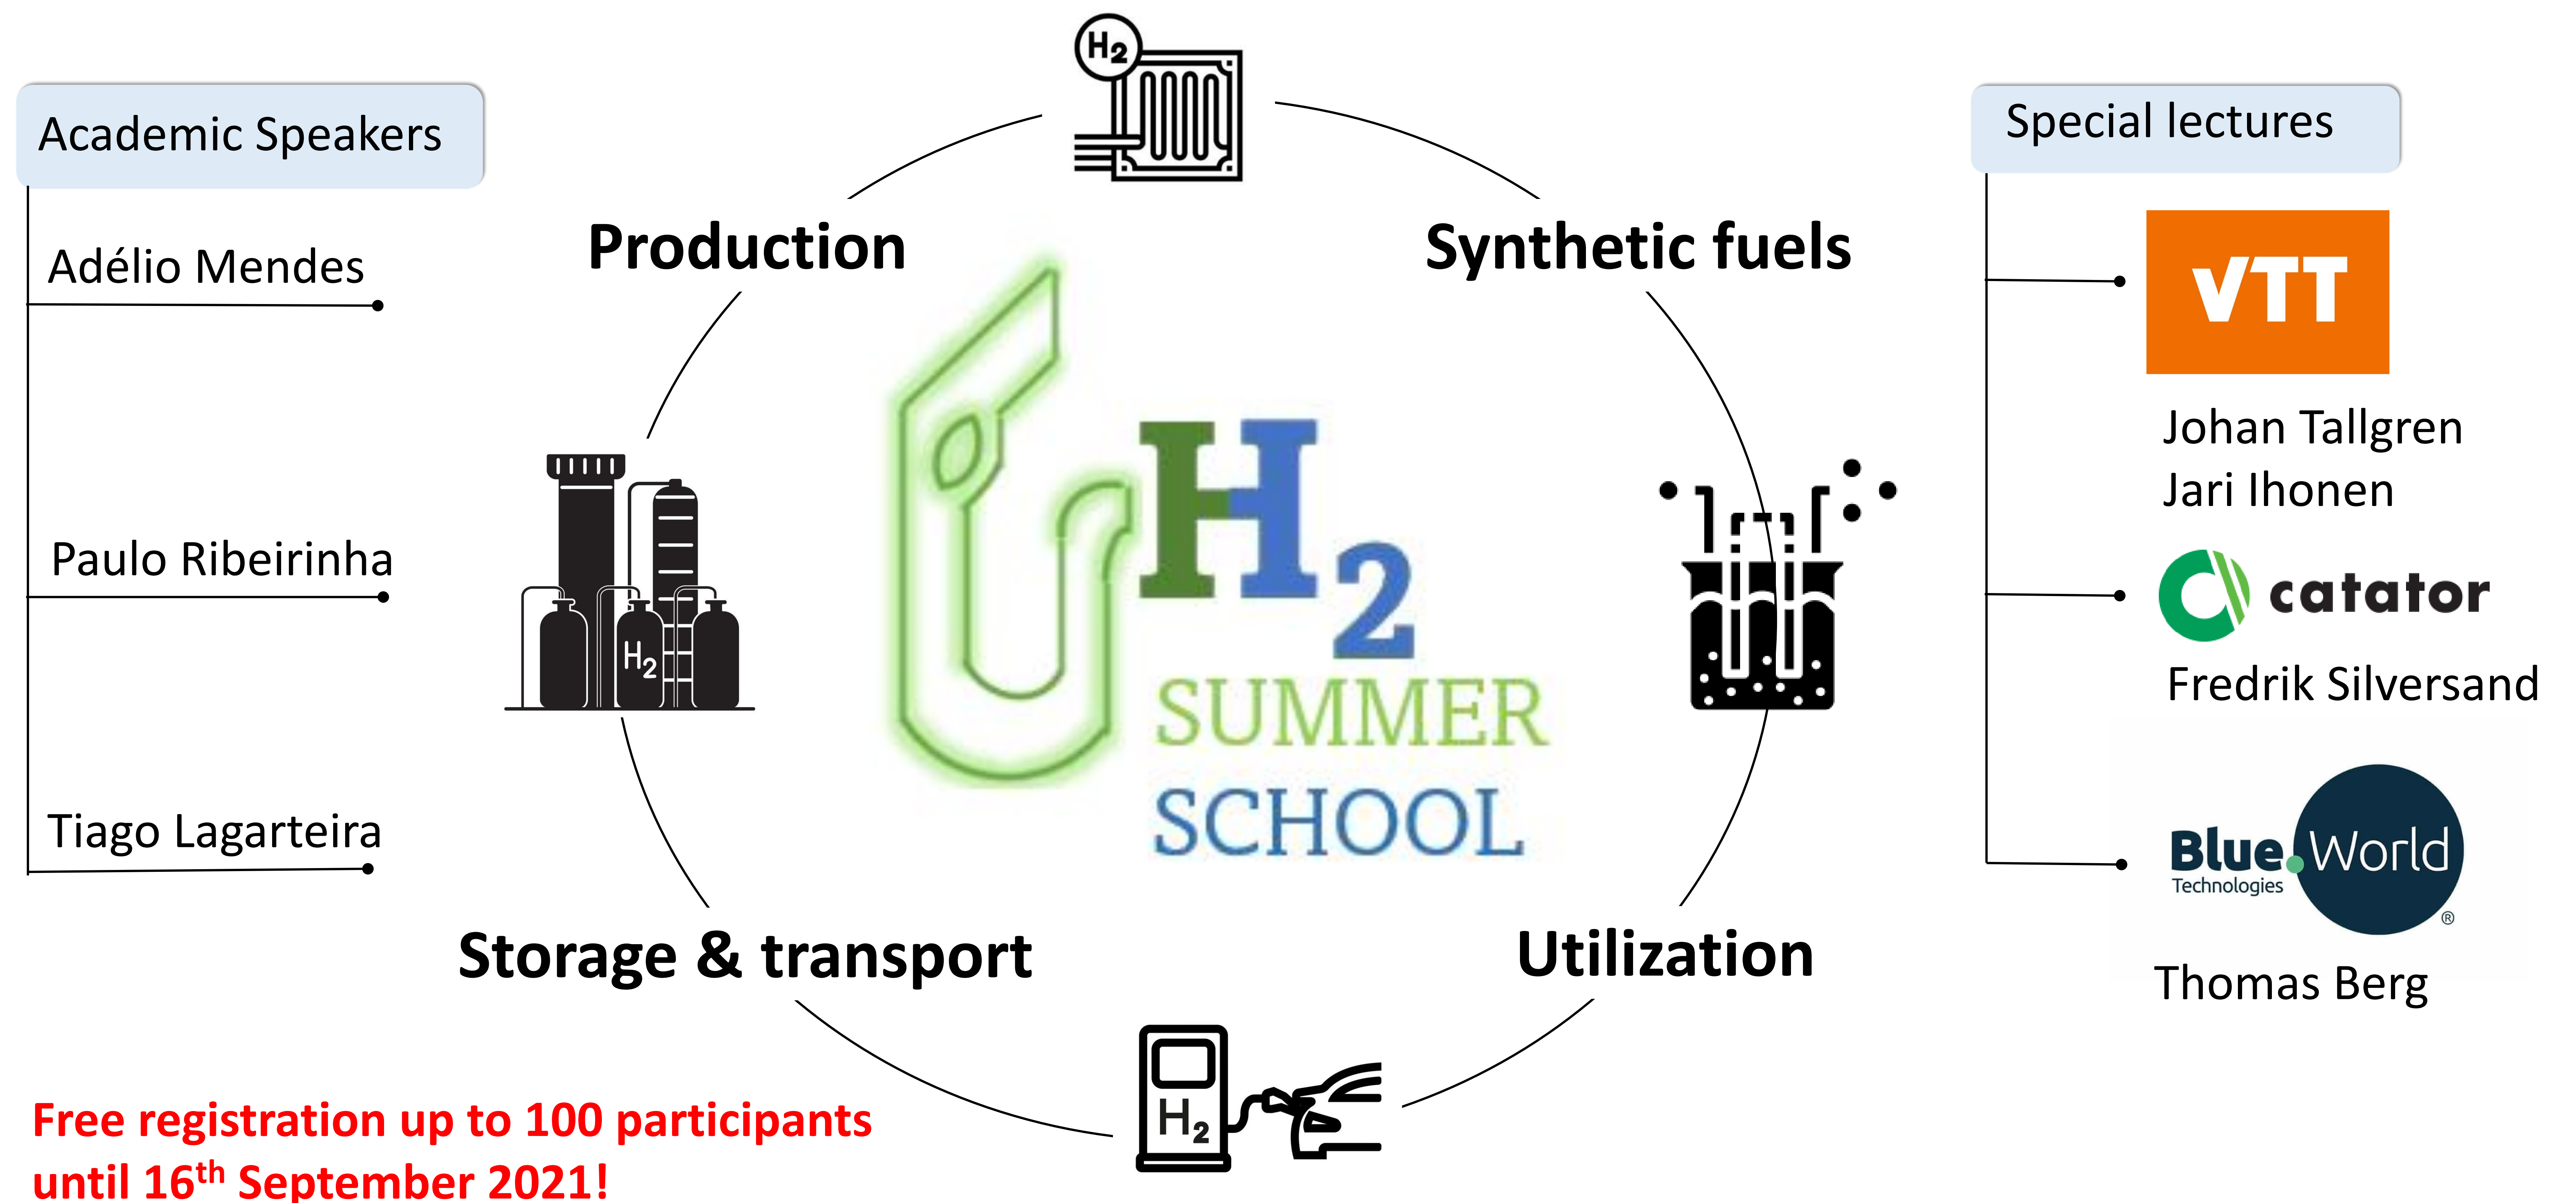 Academic Speakers
Adélio Mendes
Paulo Ribeirinha
Tiago Lagarteira
H2
Production
Synthetic fuels
H2
H2
SUMMER
SCHOOL
Storage & transport
Utilization
H2
Special lectures
VTT
Johan Tallgren
Jari Ihonen
catator
Fredrik Silversand
Blue World
Technologies
®
Thomas Berg
Free registration up to 100 participants
until 16th September 2021!